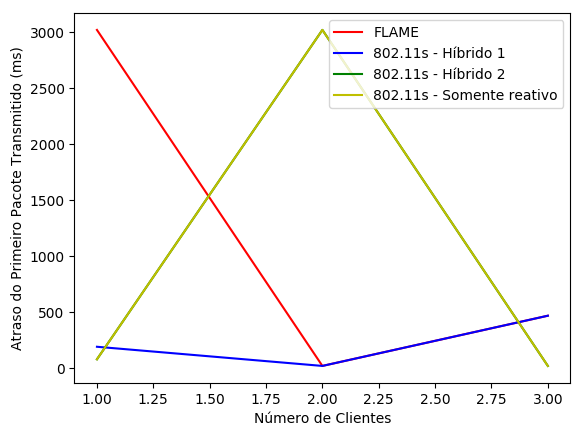 FLAME
802.11s - Híbrido 1
802.11s - Híbrido 2
802.11s - Somente reativo
Atraso do Primeiro Pacote Transmitido (ms)
3000
2500
2000
1500
1000
500
0
1.00 1.25 1.50 1.75 2.00 2.25 2.50 2.75 3.00
Número de Clientes